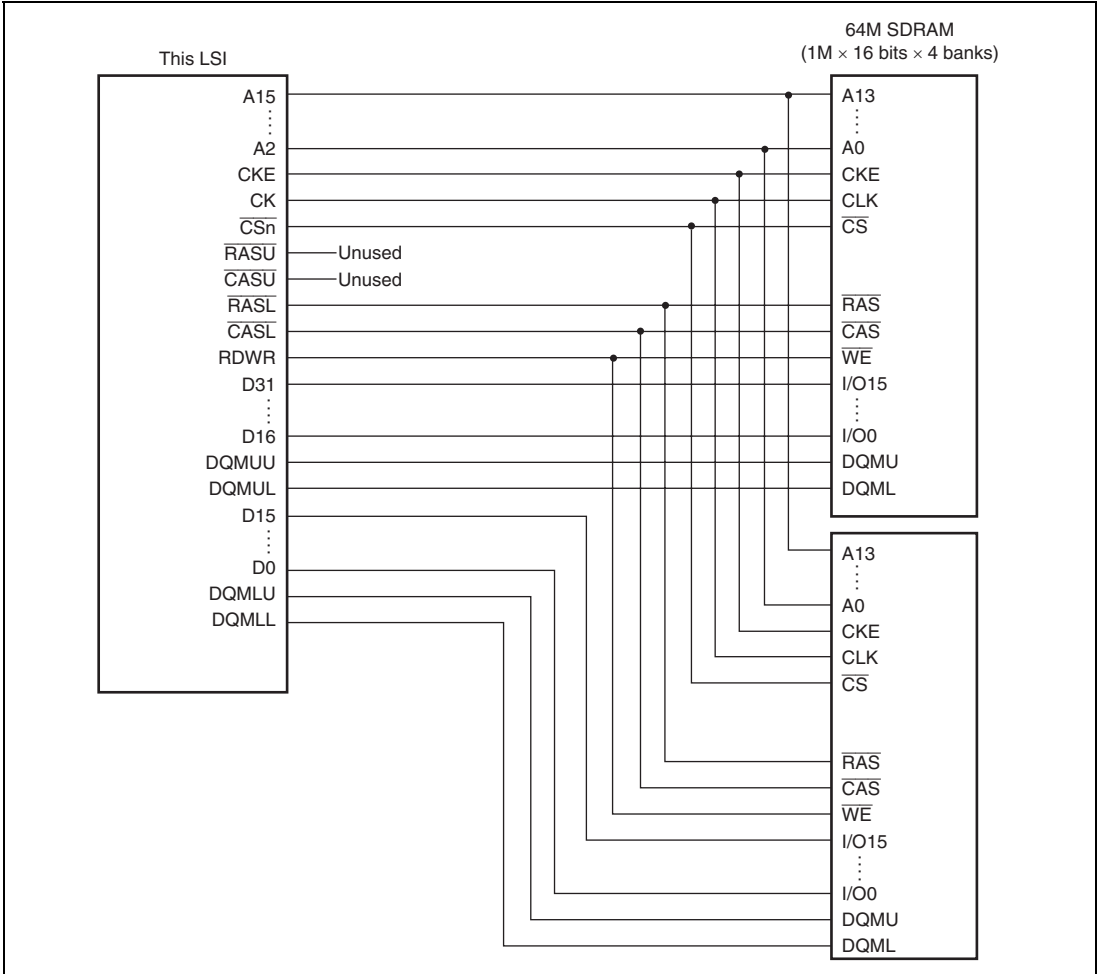 64M SDRAM
(1M × 16 bits × 4 banks)
This LSI
A15
A2
CKE
CK
CSn
RASU
CASU
RASL
CASL
RDWR
D31
D16
DQMUU
DQMUL
D15
D0
DQMLU
DQMLL
Unused
Unused
A13
A0
CKE
CLK
CS
RAS
CAS
WE
I/O15
I/O0
DQMU
DQML
A13
A0
CKE
CLK
CS
RAS
CAS
WE
I/O15
I/O0
DQMU
DQML